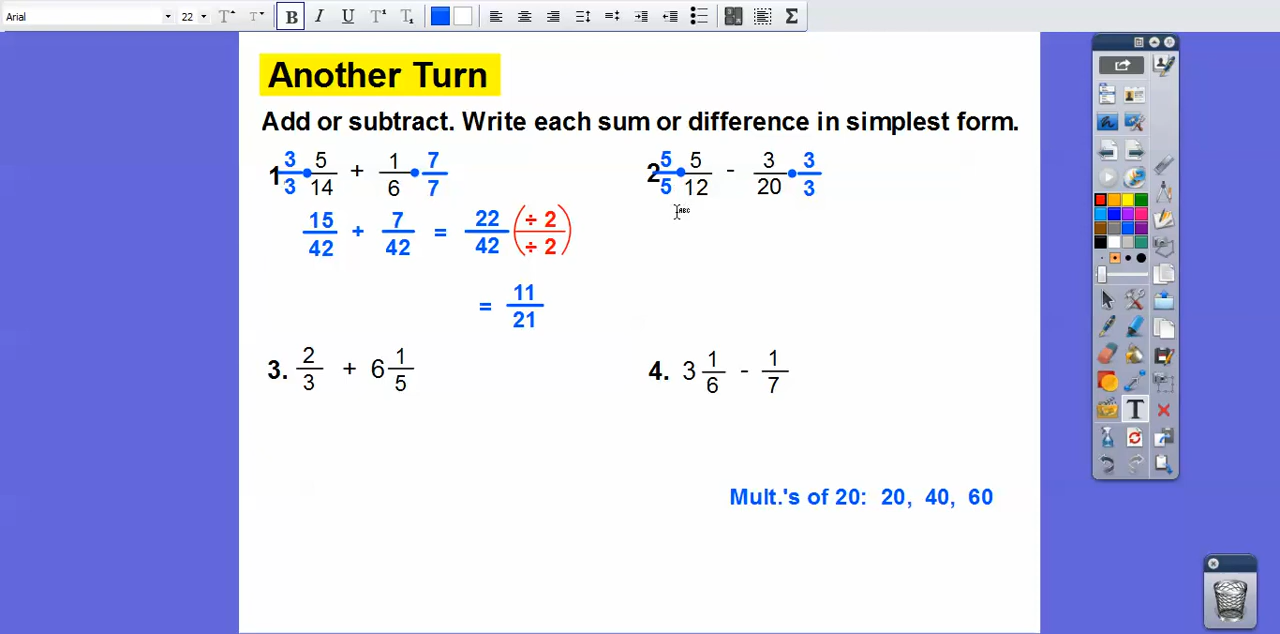 Arial 22 B I U T T
Another Turn
Add or subtract. Write each sum or difference in simplest form.
1 3/3 • 5/14 + 1/6 • 7/7
15/42 + 7/42 = 22/42 (÷ 2/÷ 2)
= 11/21
2 5/5 • 5/12 - 3/20 • 3/3
ABC
3. 2/3 + 6 1/5
4. 3 1/6 - 1/7
Mult.'s of 20: 20, 40, 60
T